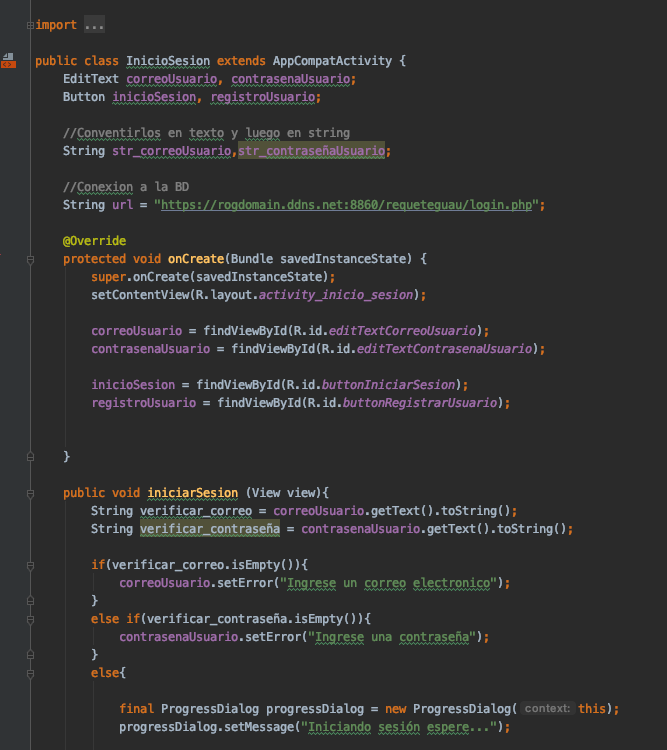 import ...
public class InicioSesion extends AppCompatActivity {
EditText correoUsuario, contrasenaUsuario;
Button inicioSesion, registroUsuario;
//Conventirlos en texto y luego en string
String str_correoUsuario,str_contraseñaUsuario;
//Conexion a la BD
String url = "https://rogdomain.ddns.net:8860/requeteguau/login.php";
@Override
protected void onCreate(Bundle savedInstanceState) {
super.onCreate(savedInstanceState);
setContentView(R.layout.activity_inicio_sesion);
correoUsuario = findViewById(R.id.editTextCorreoUsuario);
contrasenaUsuario = findViewById(R.id.editTextContrasenaUsuario);
inicioSesion = findViewById(R.id.buttonIniciarSesion);
registroUsuario = findViewById(R.id.buttonRegistrarUsuario);
}
public void iniciarSesion (View view){
String verificar_correo = correoUsuario.getText().toString();
String verificar_contraseña = contrasenaUsuario.getText().toString();
if(verificar_correo.isEmpty()){
correoUsuario.setError("Ingrese un correo electronico");
}
else if(verificar_contraseña.isEmpty()){
contrasenaUsuario.setError("Ingrese una contraseña");
}
else{
final ProgressDialog progressDialog = new ProgressDialog( context: this);
progressDialog.setMessage("Iniciando sesión espere...");